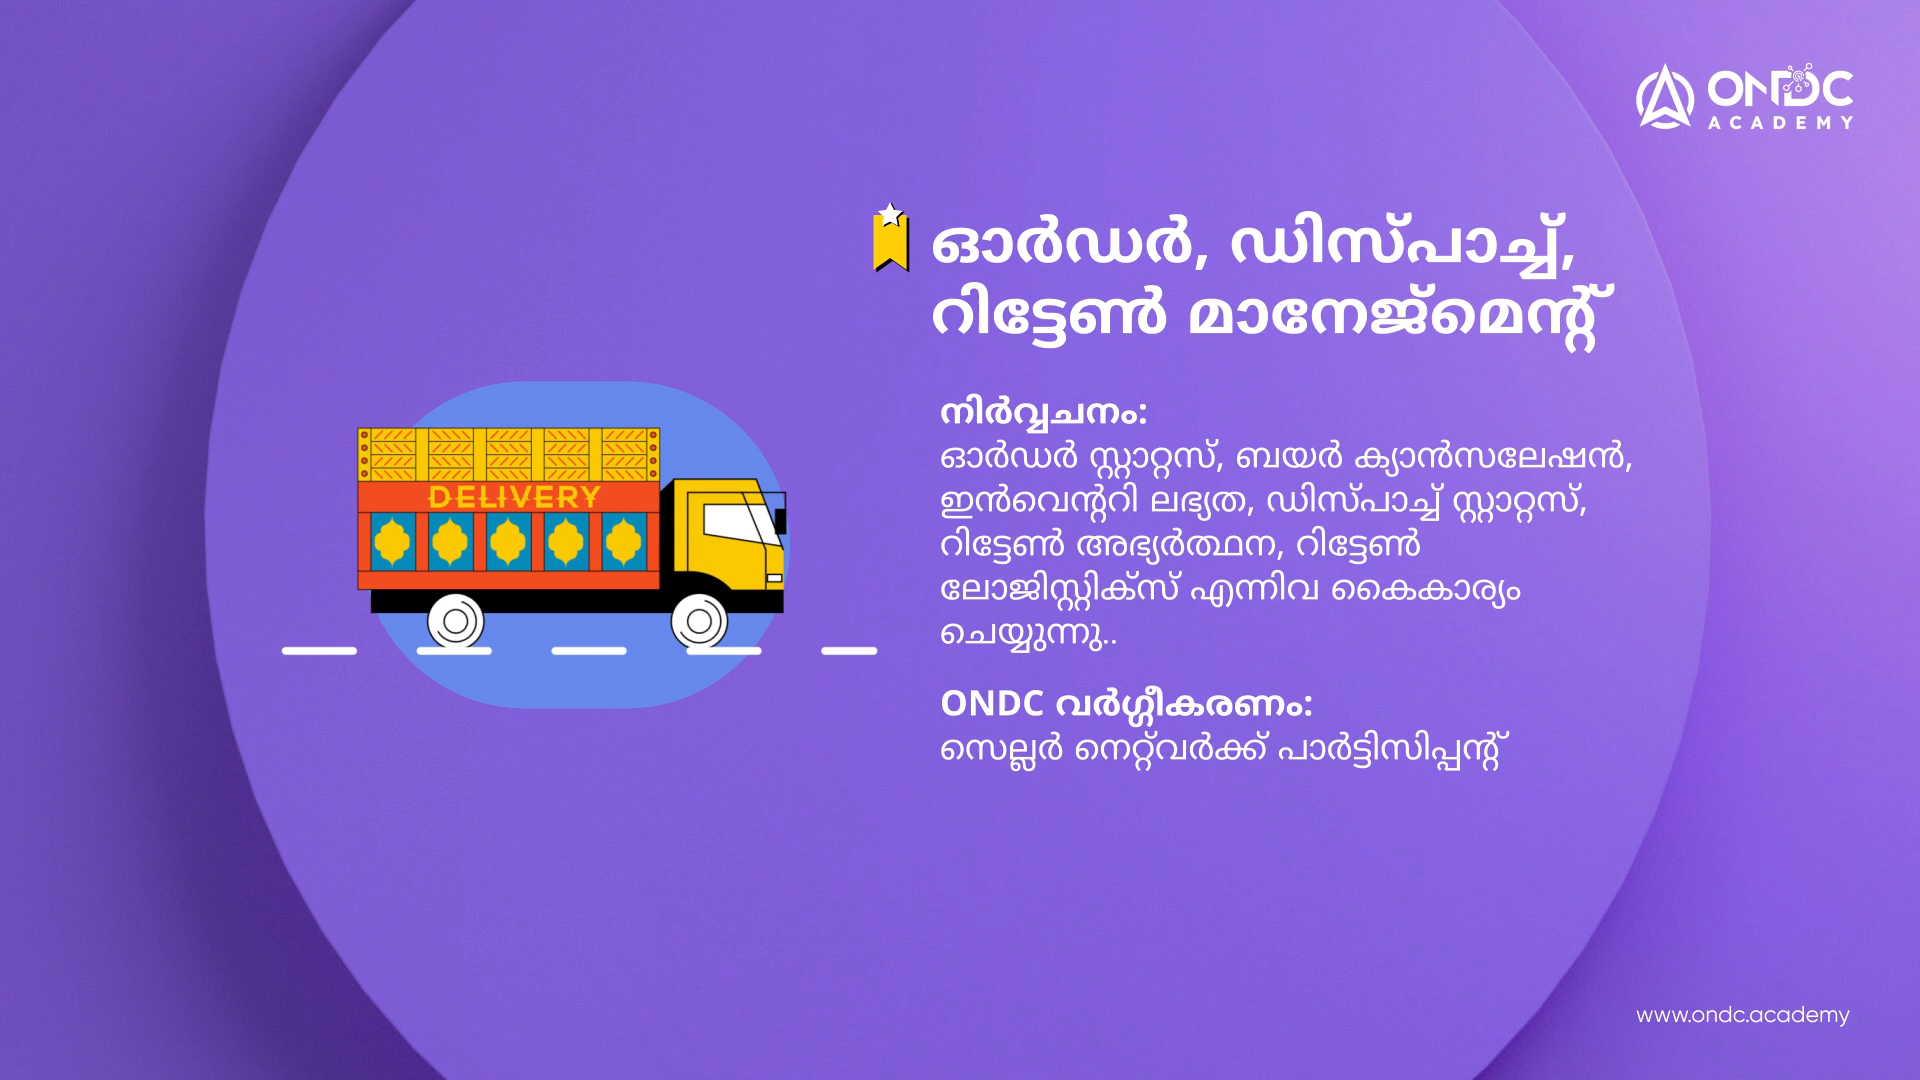 ONDC
ACADEMY
ഓർഡർ, ഡിസ്പാച്ച്,
റിട്ടേൺ മാനേജ്മെന്റ്
നിർവ്വചനം:
ഓർഡർ സ്റ്റാറ്റസ്, ബയർ ക്യാൻസലേഷൻ,
ഇൻവെന്ററി ലഭ്യത, ഡിസ്പാച്ച് സ്റ്റാറ്റസ്,
റിട്ടേൺ അഭ്യർത്ഥന, റിട്ടേൺ
ലോജിസ്റ്റിക്സ് എന്നിവ കൈകാര്യം
ചെയ്യുന്നു..
DELIVERY
ONDC വർഗ്ഗീകരണം:
സെല്ലർ നെറ്റ്‌വർക്ക് പാർട്ടിസിപ്പന്റ്
www.ondc.academy